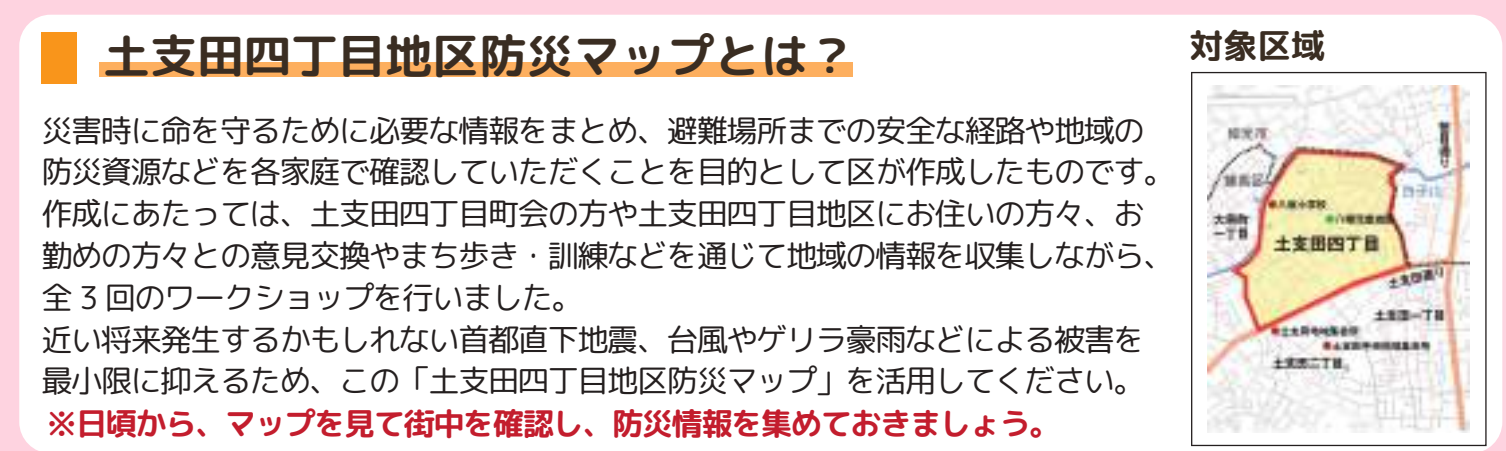 土支田四丁目地区防災マップとは？
災害時に命を守るために必要な情報をまとめ、避難場所までの安全な経路や地域の
防災資源などを各家庭で確認していただくことを目的として区が作成したものです。
作成にあたっては、土支田四丁目町会の方や土支田四丁目地区にお住いの方々、お
勤めの方々との意見交換やまち歩き・訓練などを通じて地域の情報を収集しながら、
全 3 回のワークショップを行いました。
近い将来発生するかもしれない首都直下地震、台風やゲリラ豪雨などによる被害を
最小限に抑えるため、この「土支田四丁目地区防災マップ」を活用してください。
※日頃から、マップを見て街中を確認し、防災情報を集めておきましょう。
対象区域
練馬区
白子川
大泉町
一丁目
土支田四丁目
土支田通り
土支田一丁目
土支田二丁目